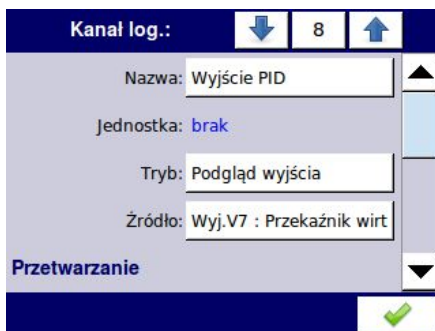 Kanał log.: 8
Nazwa: Wyjście PID
Jednostka: brak
Tryb: Podgląd wyjścia
Źródło: Wyj.V7 : Przekaźnik wirt
Przetwarzanie